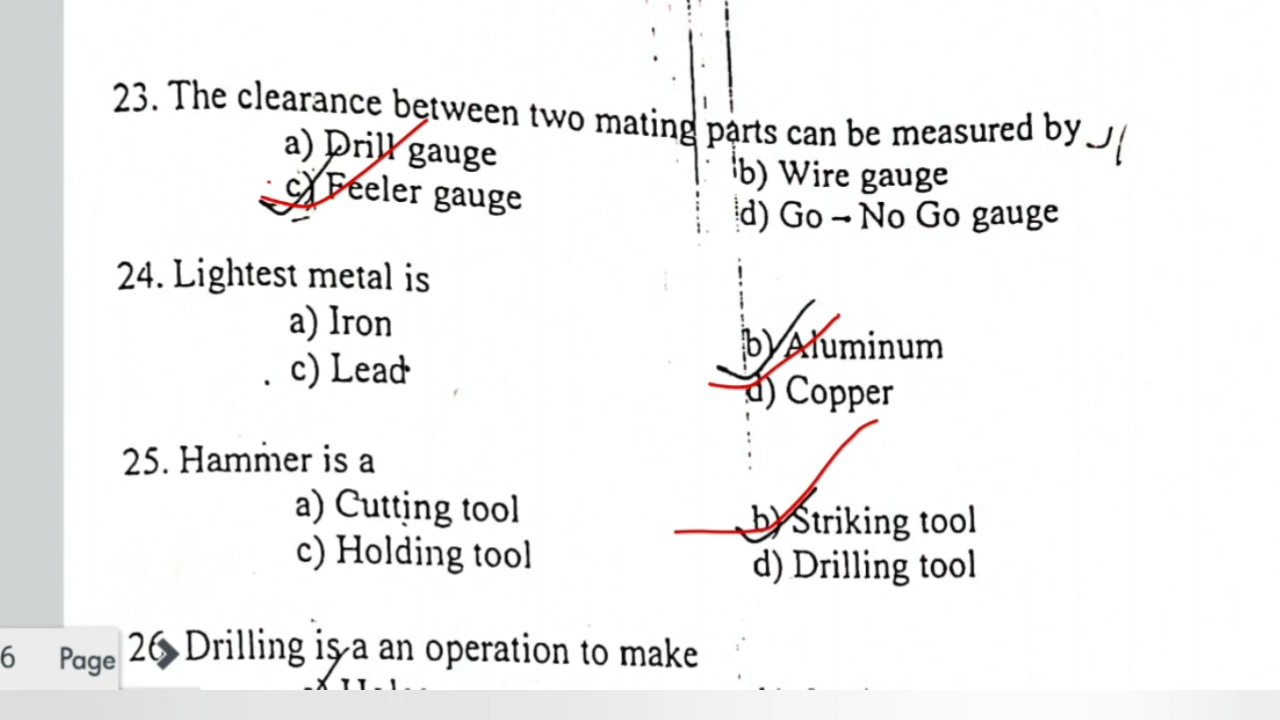 23. The clearance between two mating parts can be measured by
a) Drill gauge
b) Wire gauge
c) Feeler gauge
d) Go – No Go gauge
24. Lightest metal is
a) Iron
b) Aluminum
c) Lead
d) Copper
25. Hammer is a
a) Cutting tool
b) Striking tool
c) Holding tool
d) Drilling tool
6 Page
26 Drilling is a an operation to make